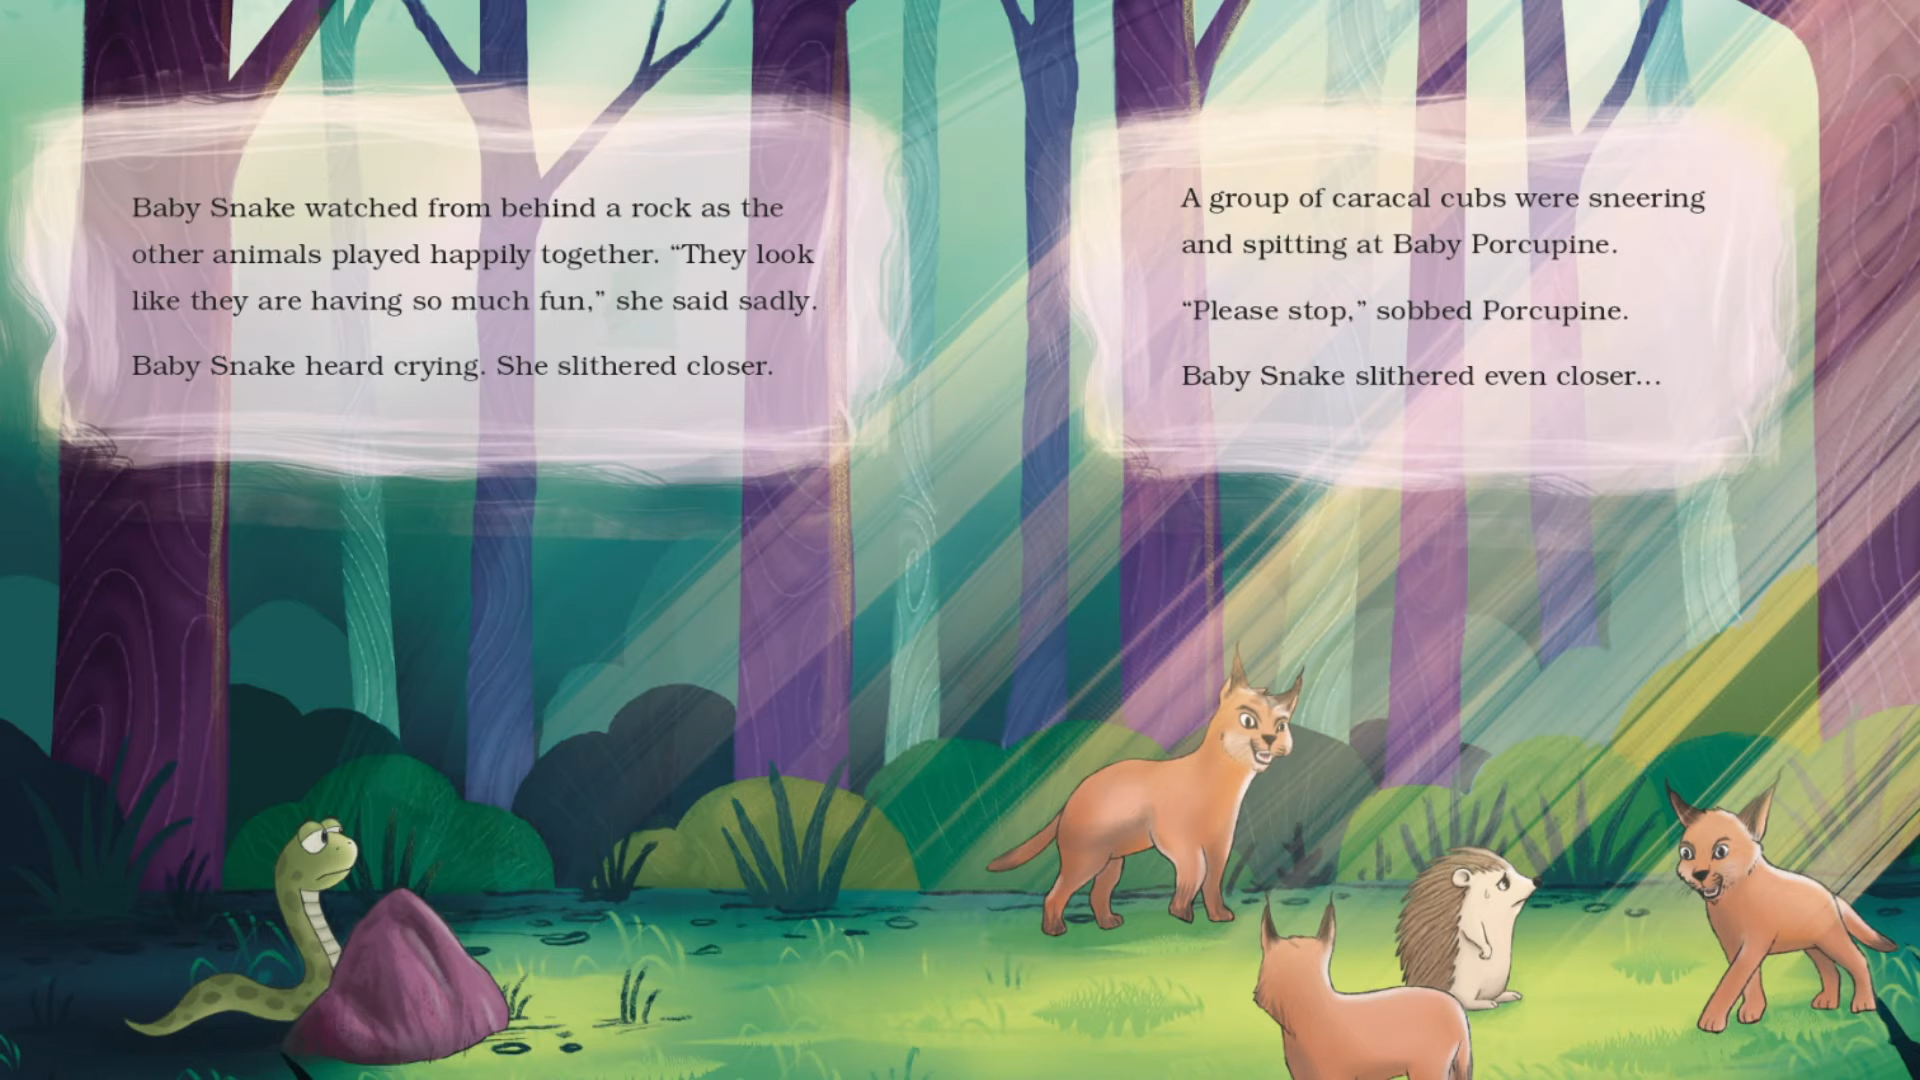 Baby Snake watched from behind a rock as the
other animals played happily together. “They look
like they are having so much fun,” she said sadly.
Baby Snake heard crying. She slithered closer.
A group of caracal cubs were sneering
and spitting at Baby Porcupine.
“Please stop,” sobbed Porcupine.
Baby Snake slithered even closer…